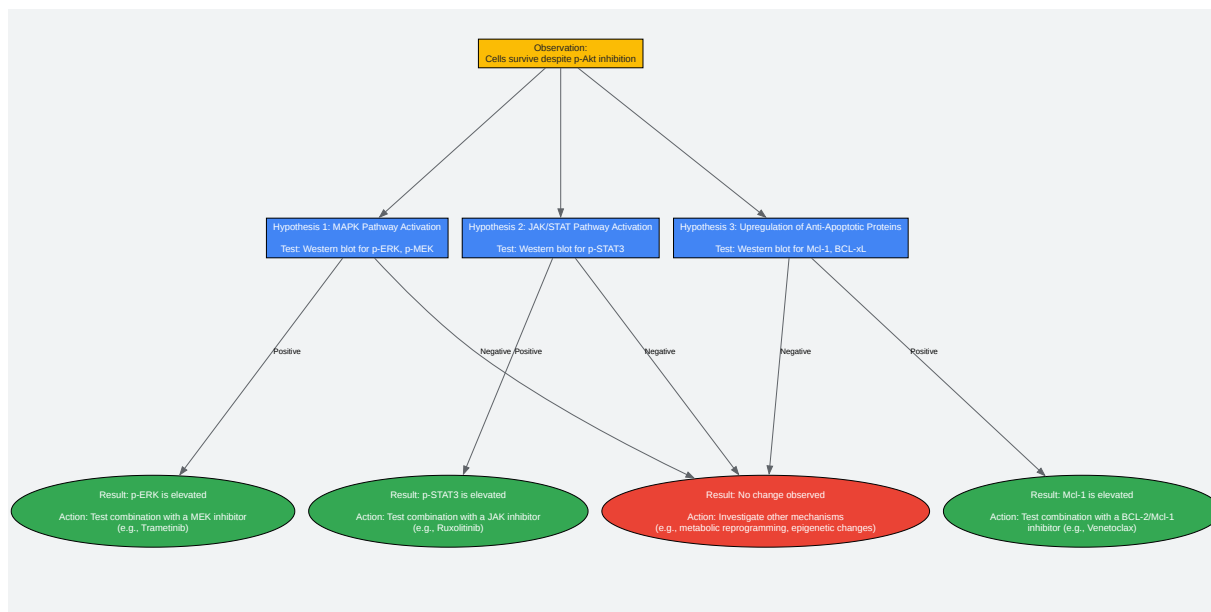 Observation:
Cells survive despite p-Akt inhibition
Hypothesis 1: MAPK Pathway Activation
Test: Western blot for p-ERK, p-MEK
Hypothesis 2: JAK/STAT Pathway Activation
Test: Western blot for p-STAT3
Hypothesis 3: Upregulation of Anti-Apoptotic Proteins
Test: Western blot for Mcl-1, BCL-xL
Positive
Negative
Positive
Negative
Negative
Positive
Result: p-ERK is elevated
Action: Test combination with a MEK inhibitor
(e.g., Trametinib)
Result: p-STAT3 is elevated
Action: Test combination with a JAK inhibitor
(e.g., Ruxolitinib)
Result: No change observed
Action: Investigate other mechanisms
(e.g., metabolic reprogramming, epigenetic changes)
Result: Mcl-1 is elevated
Action: Test combination with a BCL-2/Mcl-1
inhibitor (e.g., Venetoclax)